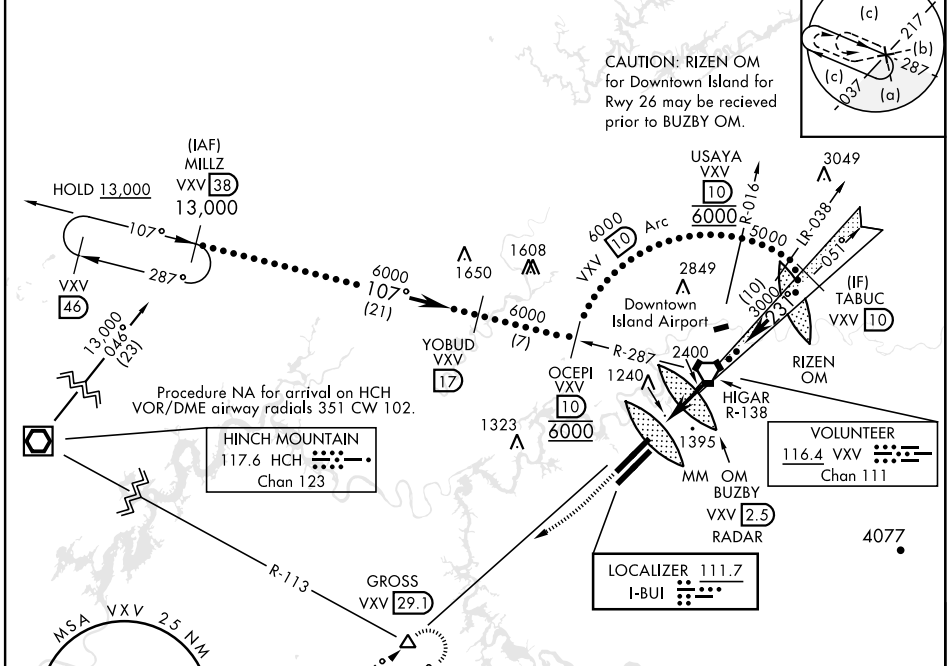 (c)
217
(b)
287
(c)
037
(a)
CAUTION: RIZEN OM
for Downtown Island for
Rwy 26 may be recieved
prior to BUZBY OM.
(IAF)
MILLZ
VXV 38
13,000
HOLD 13,000
107°
287°
VXV
46
13,000
046°
(23)
6000
107°
(21)
1650
1608
6000
(7)
YOBUD
VXV
17
OCEPI
VXV
10
6000
6000
VXV 10 Arc
USAYA
VXV
10
6000
R-016
5000
3049
LR-038
051°
2849
Downtown
Island Airport
(10)
3000
231°
(IF)
TABUC
VXV 10
RIZEN
OM
R-287
2400
1240
HIGAR
R-138
1323
1395
MM
OM
BUZBY
VXV 2.5
RADAR
Procedure NA for arrival on HCH
VOR/DME airway radials 351 CW 102.
HINCH MOUNTAIN
117.6 HCH
Chan 123
VOLUNTEER
116.4 VXV
Chan 111
4077
LOCALIZER 111.7
I-BUI
R-113
GROSS
VXV 29.1
MSA VXV 25 NM